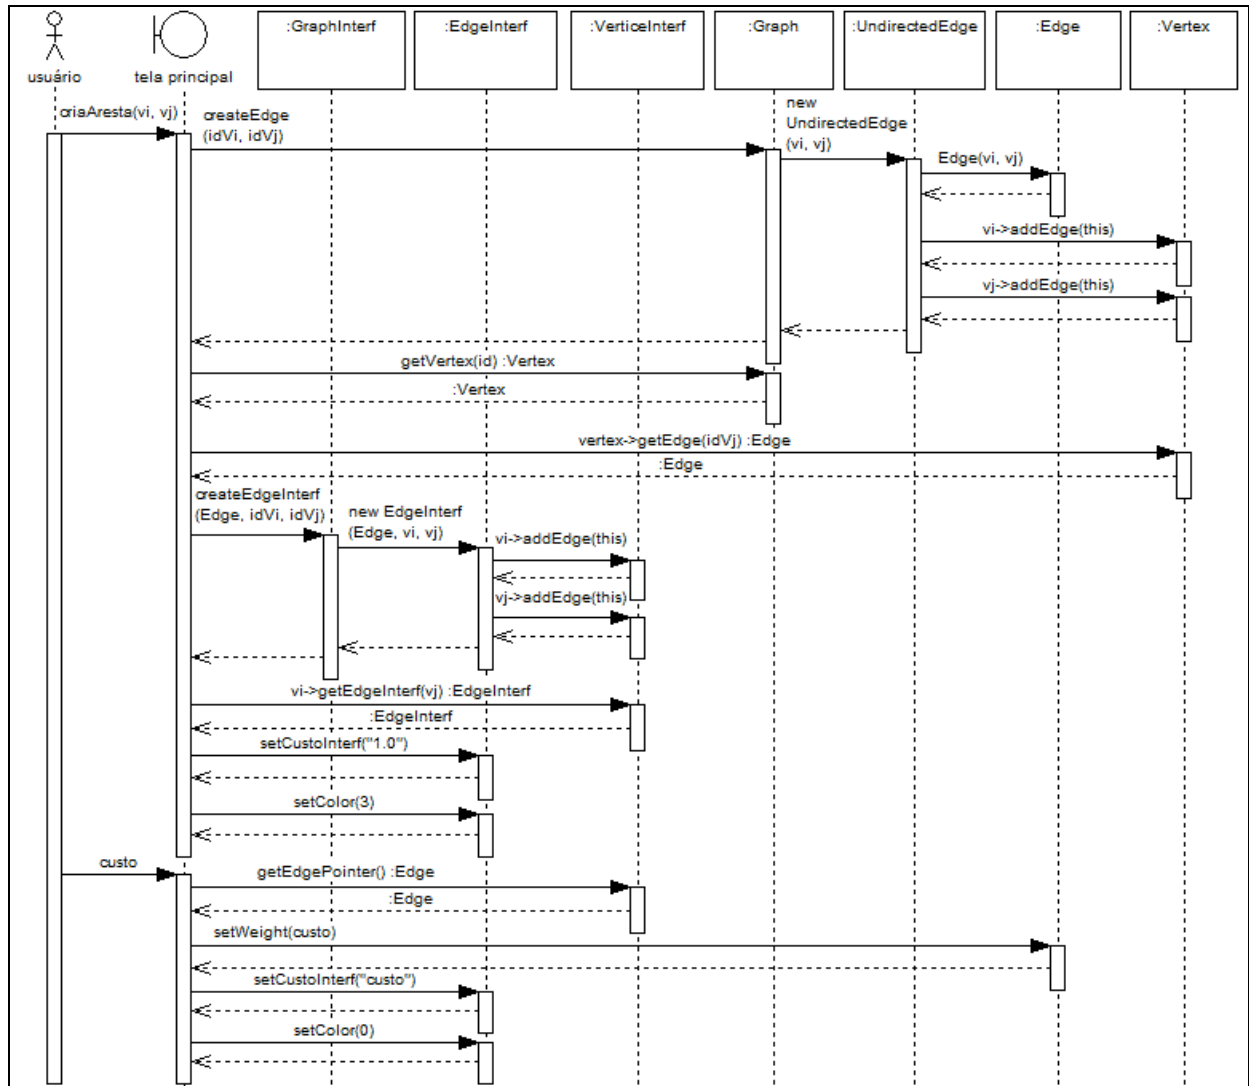 :GraphInterf
:EdgeInterf
:VerticeInterf
:Graph
:UndirectedEdge
:Edge
:Vertex
usuário
tela principal
criaAresta(vi, vj)
createEdge
(idVi, idVj)
new
UndirectedEdge
(vi, vj)
Edge(vi, vj)
vi->addEdge(this)
vj->addEdge(this)
getVertex(id) :Vertex
:Vertex
vertex->getEdge(idVj) :Edge
:Edge
createEdgeInterf
(Edge, idVi, idVj)
new EdgeInterf
(Edge, vi, vj)
vi->addEdge(this)
vj->addEdge(this)
vi->getEdgeInterf(vj) :EdgeInterf
:EdgeInterf
setCustoInterf("1.0")
setColor(3)
custo
getEdgePointer() :Edge
:Edge
setWeight(custo)
setCustoInterf("custo")
setColor(0)